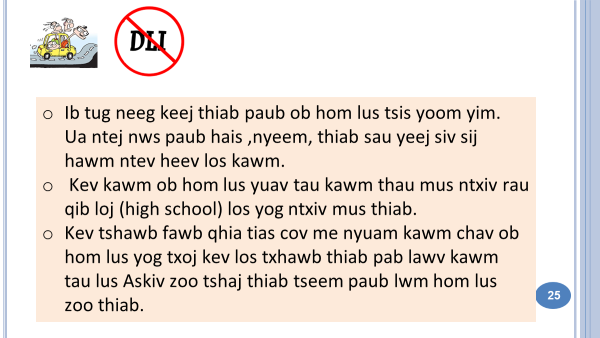 DLI
o Ib tug neeg keej thiab paub ob hom lus tsis yoom yim.
Ua ntej nws paub hais ,nyeem, thiab sau yeej siv sij
hawm ntev heev los kawm.
o Kev kawm ob hom lus yuav tau kawm thau mus ntxiv rau
qib loj (high school) los yog ntxiv mus thiab.
o Kev tshawb fawb qhia tias cov me nyuam kawm chav ob
hom lus yog txoj kev los txhawb thiab pab lawv kawm
tau lus Askiv zoo tshaj thiab tseem paub lwm hom lus
zoo thiab.
25